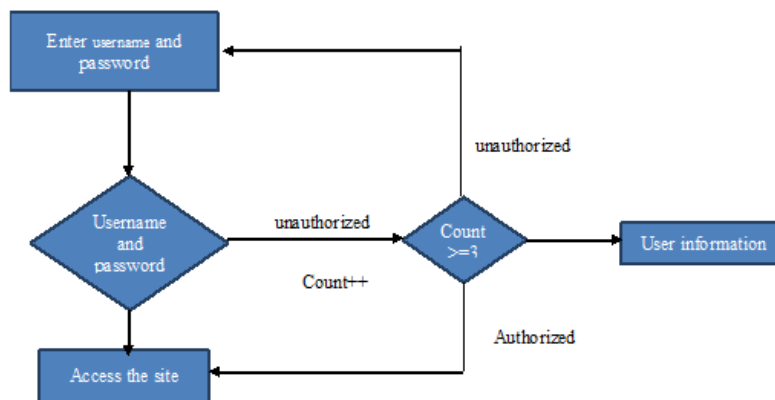 Enter username and
password
unauthorized
Username
and
password
unauthorized
Count
>=3
User information
Count++
Authorized
Access the site